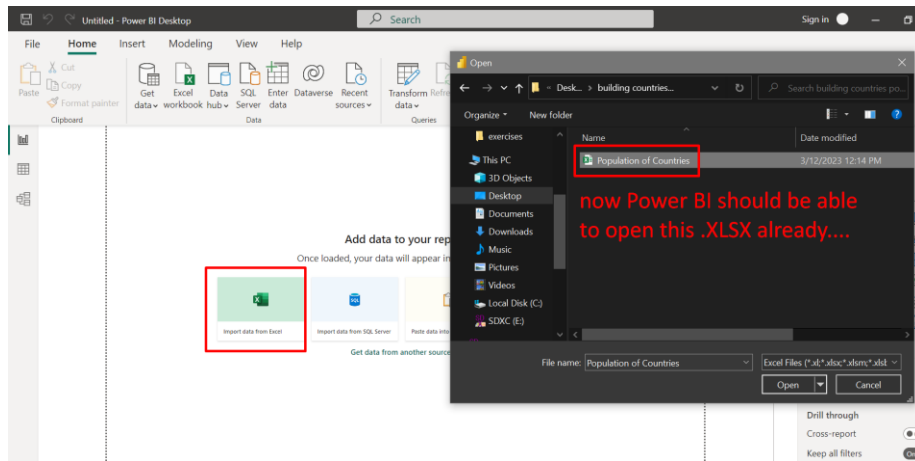 Untitled - Power BI Desktop
Search
Sign in
File Home Insert Modeling View Help
Paste
Cut
Copy
Format painter
Clipboard
Get data
Excel workbook
Data hub
SQL Server
Enter data
Dataverse
Recent sources
Data
Transform data
Refre
Queries
Add data to your rep
Once loaded, your data will appear in
Import data from Excel
Import data from SQL Server
Paste data into
Get data from another source
Open
« Desk... > building countries...
Search building countries po...
Organize New folder
exercises
This PC
3D Objects
Desktop
Documents
Downloads
Music
Pictures
Videos
Local Disk (C:)
SDXC (E:)
Name Date modified
Population of Countries 3/12/2023 12:14 PM
now Power BI should be able
to open this .XLSX already....
File name: Population of Countries
Excel Files (*.xl;*.xlsx;*.xlsm;*.xlsb
Open Cancel
Drill through
Cross-report
Keep all filters